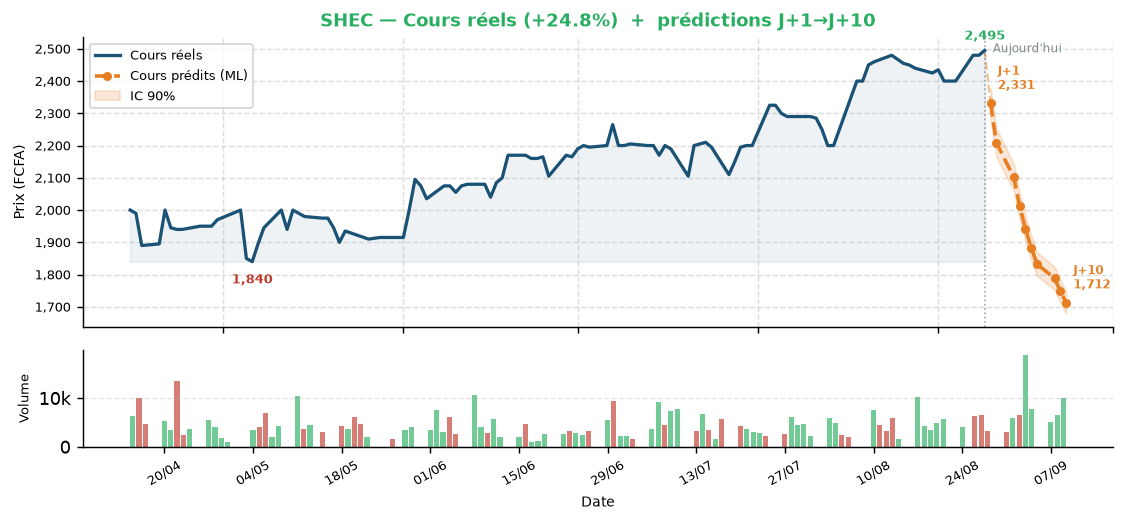 SHEC — Cours réels (+24.8%) + prédictions J+1→J+10
2,495
Aujourd'hui
Cours réels
Cours prédits (ML)
IC 90%
J+1
2,331
2,500
2,400
2,300
2,200
2,100
2,000
1,900
1,800
1,700
Prix (FCFA)
1,840
J+10
1,712
Volume
10k
0
20/04
04/05
18/05
01/06
15/06
29/06
13/07
27/07
10/08
24/08
07/09
Date